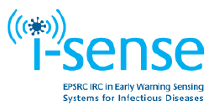 i-sense
EPSRC IRC in Early Warning Sensing
Systems for Infectious Diseases